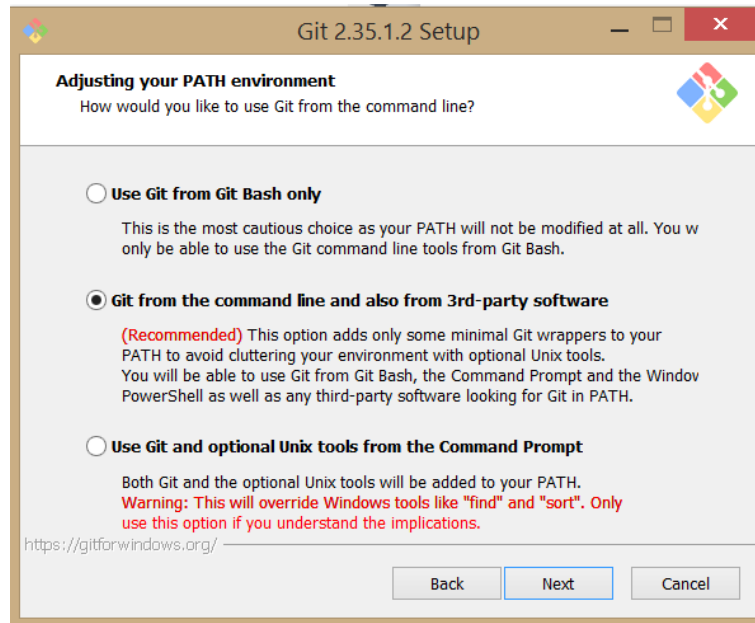 Git 2.35.1.2 Setup
Adjusting your PATH environment
How would you like to use Git from the command line?
Use Git from Git Bash only
This is the most cautious choice as your PATH will not be modified at all. You w
only be able to use the Git command line tools from Git Bash.
Git from the command line and also from 3rd-party software
(Recommended) This option adds only some minimal Git wrappers to your
PATH to avoid cluttering your environment with optional Unix tools.
You will be able to use Git from Git Bash, the Command Prompt and the Window
PowerShell as well as any third-party software looking for Git in PATH.
Use Git and optional Unix tools from the Command Prompt
Both Git and the optional Unix tools will be added to your PATH.
Warning: This will override Windows tools like "find" and "sort". Only
use this option if you understand the implications.
https://gitforwindows.org/
Back Next Cancel